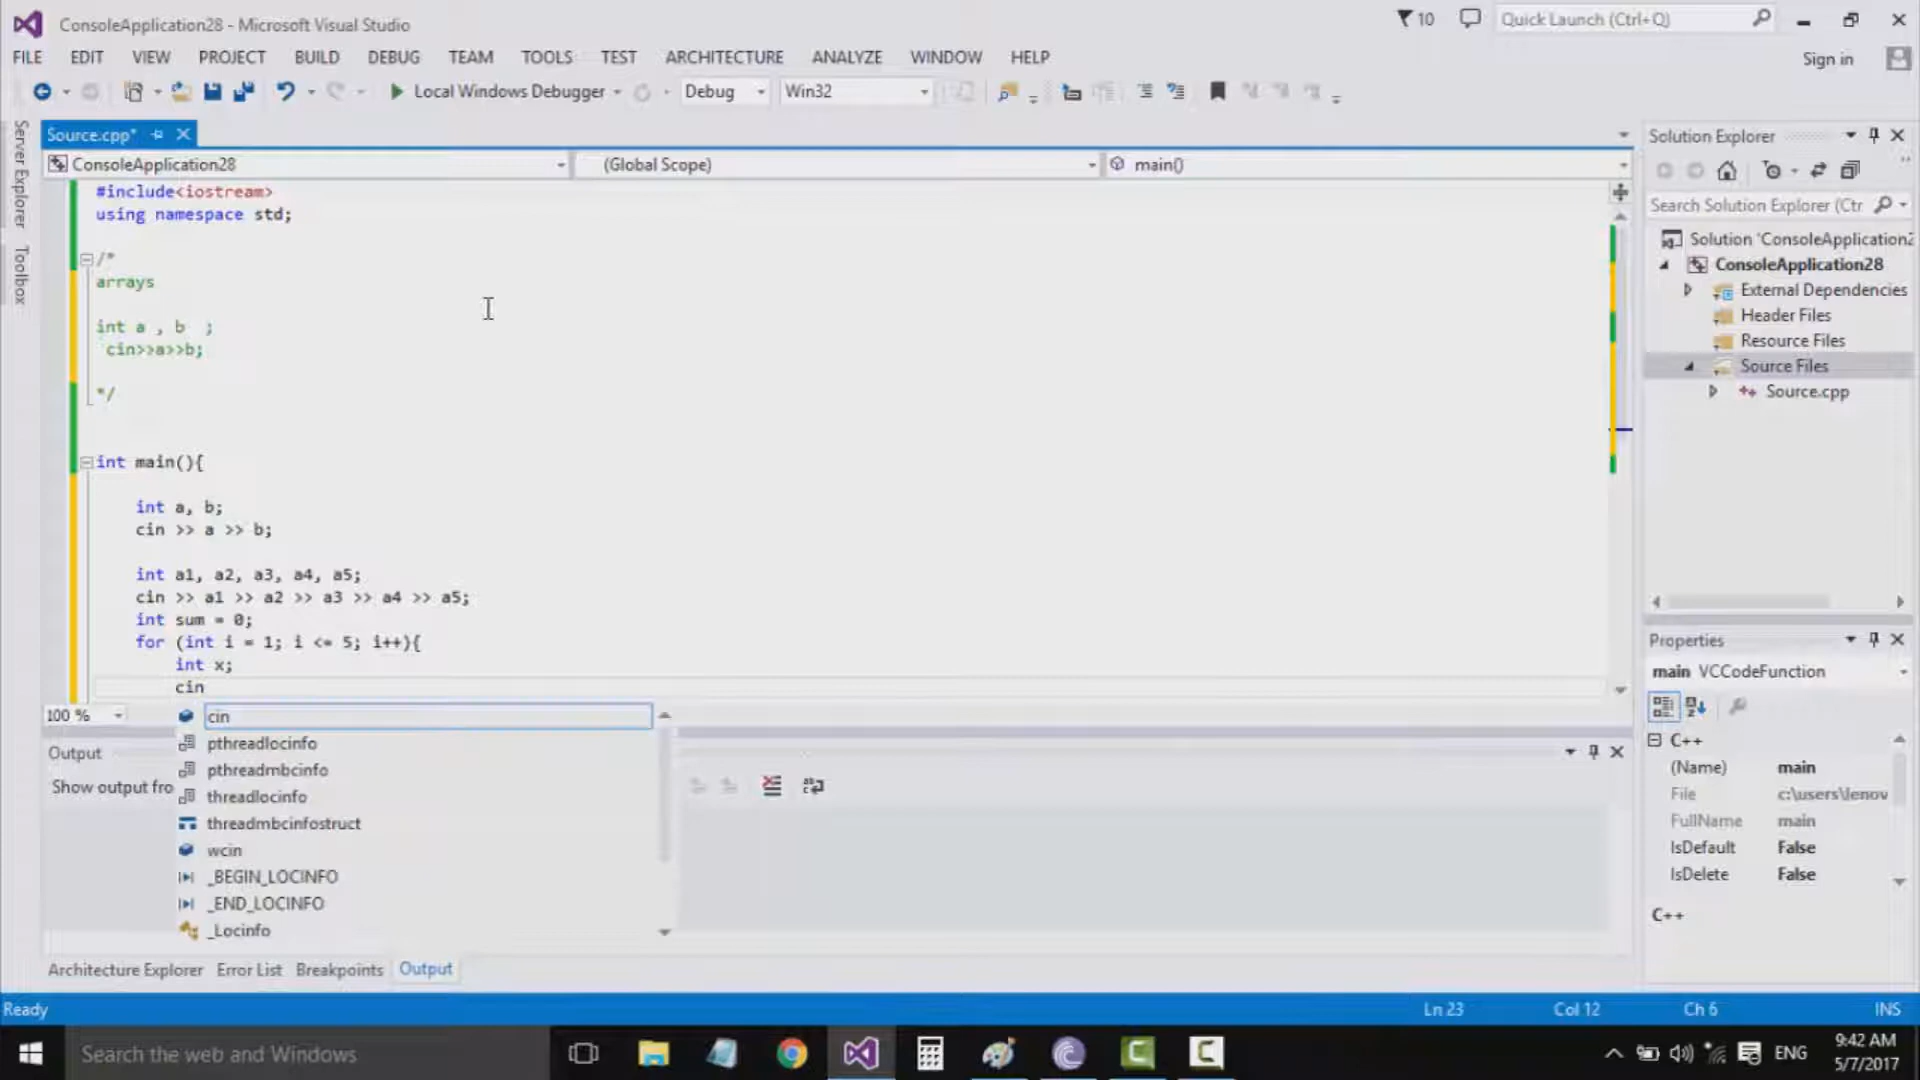 ConsoleApplication28 - Microsoft Visual Studio
10
Quick Launch (Ctrl+Q)
FILE EDIT VIEW PROJECT BUILD DEBUG TEAM TOOLS TEST ARCHITECTURE ANALYZE WINDOW HELP
Sign in
Local Windows Debugger
Debug
Win32
Server Explorer
Toolbox
Source.cpp*
ConsoleApplication28
(Global Scope)
main()
#include<iostream>
using namespace std;
/*
arrays
int a , b  ;
cin>>a>>b;
*/
int main(){
int a, b;
cin >> a >> b;
int a1, a2, a3, a4, a5;
cin >> a1 >> a2 >> a3 >> a4 >> a5;
int sum = 0;
for (int i = 1; i <= 5; i++){
int x;
cin
100 %
cin
pthreadlocinfo
pthreadmbcinfo
threadlocinfo
threadmbcinfostruct
wcin
_BEGIN_LOCINFO
_END_LOCINFO
_Locinfo
Output
Show output fro
Architecture Explorer Error List Breakpoints Output
Solution Explorer
Search Solution Explorer (Ctr
Solution 'ConsoleApplication2
ConsoleApplication28
External Dependencies
Header Files
Resource Files
Source Files
Source.cpp
Properties
main VCCodeFunction
C++
(Name) main
File c:\users\lenov
FullName main
IsDefault False
IsDelete False
C++
Ready
Ln 23
Col 12
Ch 6
INS
Search the web and Windows
ENG
9:42 AM
5/7/2017